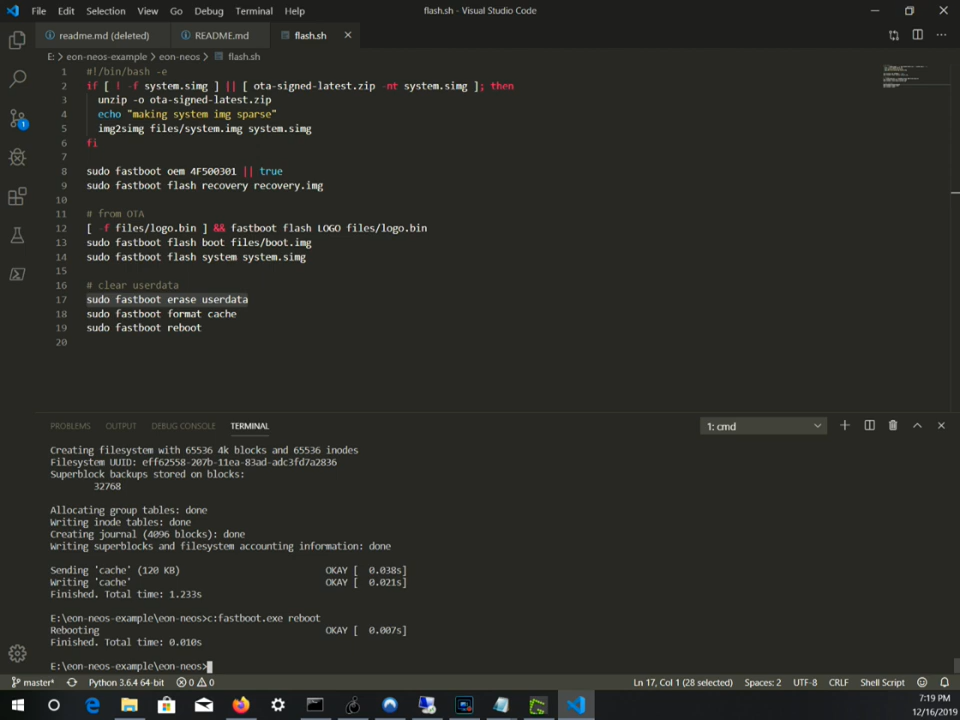 File Edit Selection View Go Debug Terminal Help
flash.sh - Visual Studio Code
readme.md (deleted)
README.md
flash.sh
E: > eon-neos-example > eon-neos > flash.sh
1 #!/bin/bash -e
2 if [ ! -f system.simg ] || [ ota-signed-latest.zip -nt system.simg ]; then
3 unzip -o ota-signed-latest.zip
4 echo "making system img sparse"
5 img2simg files/system.img system.simg
6 fi
7
8 sudo fastboot oem 4F500301 || true
9 sudo fastboot flash recovery recovery.img
10
11 # from OTA
12 [ -f files/logo.bin ] && fastboot flash LOGO files/logo.bin
13 sudo fastboot flash boot files/boot.img
14 sudo fastboot flash system system.simg
15
16 # clear userdata
17 sudo fastboot erase userdata
18 sudo fastboot format cache
19 sudo fastboot reboot
20
PROBLEMS OUTPUT DEBUG CONSOLE TERMINAL
1: cmd
Creating filesystem with 65536 4k blocks and 65536 inodes
Filesystem UUID: eff62558-207b-11ea-83ad-adc3fd7a2836
Superblock backups stored on blocks:
32768
Allocating group tables: done
Writing inode tables: done
Creating journal (4096 blocks): done
Writing superblocks and filesystem accounting information: done
Sending 'cache' (120 KB) OKAY [ 0.038s]
Writing 'cache' OKAY [ 0.021s]
Finished. Total time: 1.233s
E:\eon-neos-example\eon-neos>c:fastboot.exe reboot
Rebooting OKAY [ 0.007s]
Finished. Total time: 0.010s
E:\eon-neos-example\eon-neos>
master* Python 3.6.4 64-bit 0 0
Ln 17, Col 1 (28 selected) Spaces: 2 UTF-8 CRLF Shell Script
7:19 PM
12/16/2019